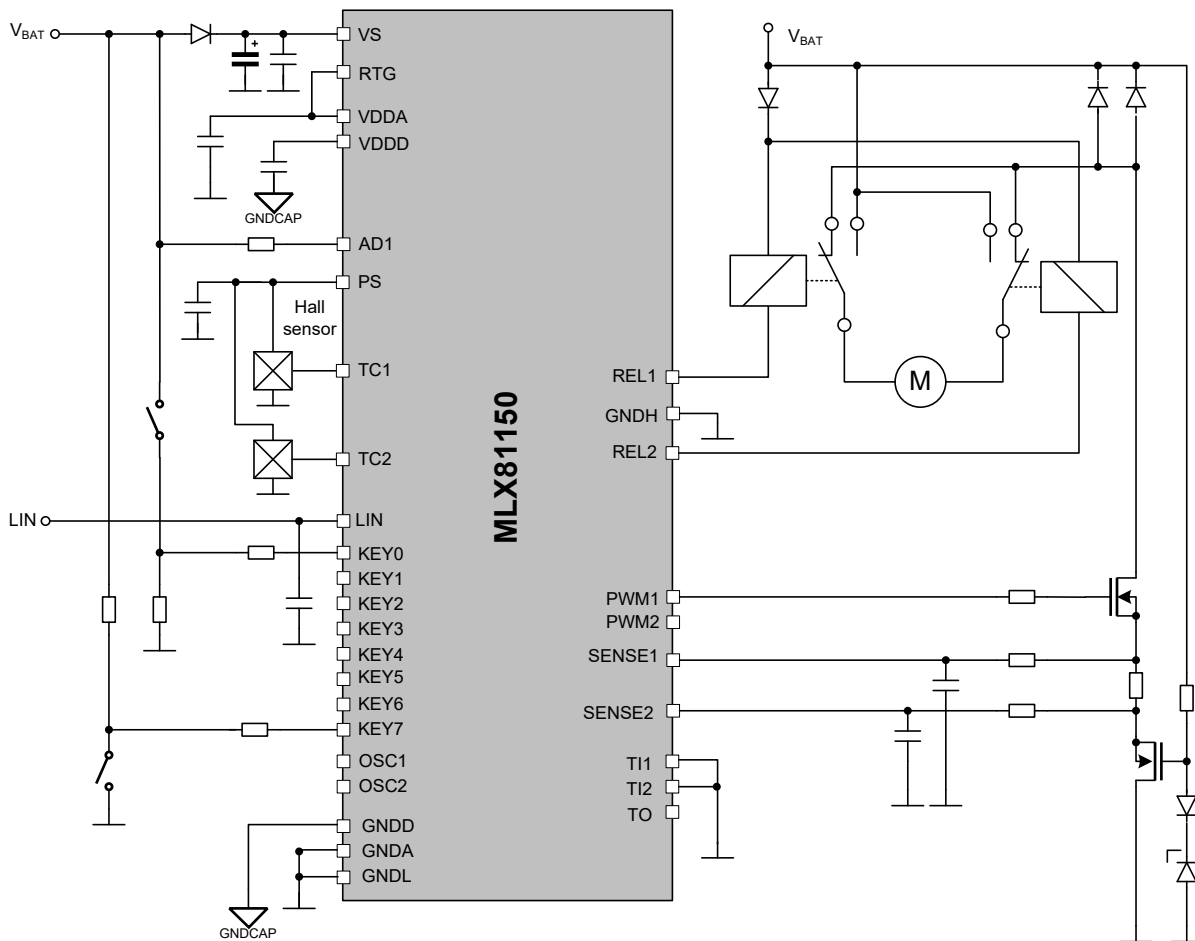 VBAT
VS
RTG
VDDA
VDDD
GNDCAP
AD1
PS
Hall
sensor
TC1
TC2
LIN
LIN
KEY0
KEY1
KEY2
KEY3
KEY4
KEY5
KEY6
KEY7
OSC1
OSC2
GNDD
GNDA
GNDL
GNDCAP
MLX81150
REL1
GNDH
REL2
PWM1
PWM2
SENSE1
SENSE2
TI1
TI2
TO
VBAT
M
+